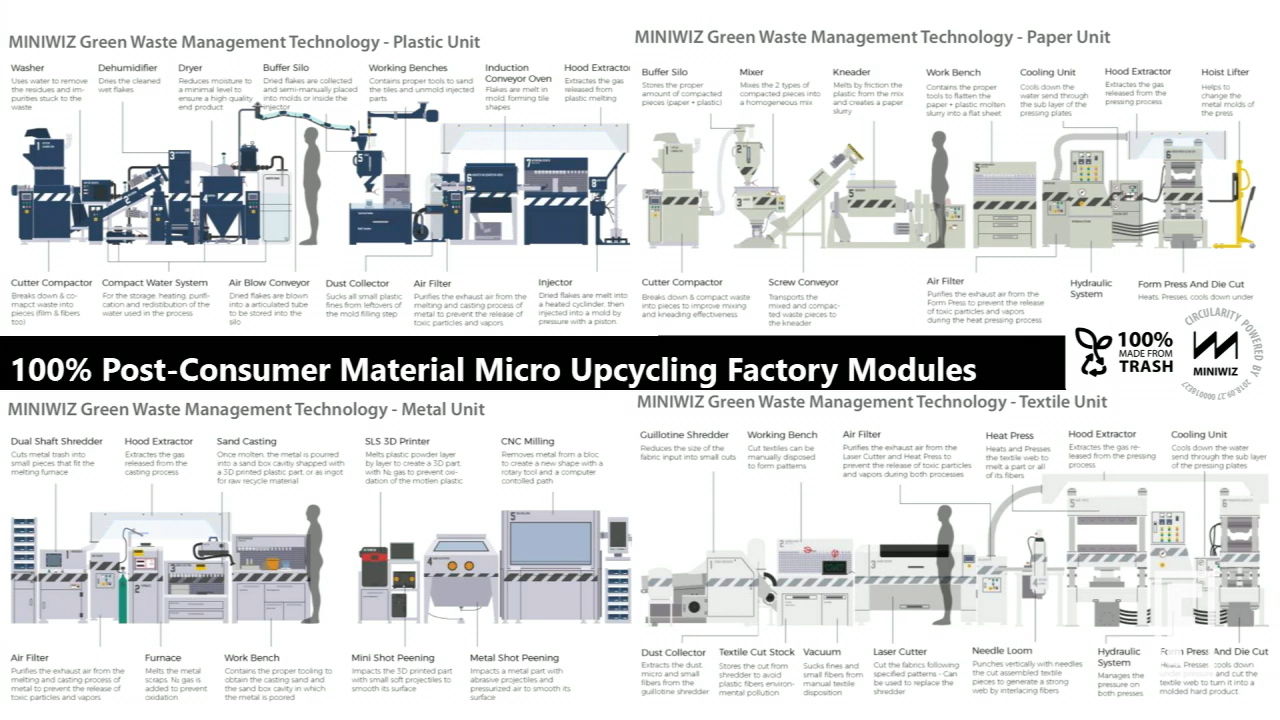 MINIWIZ Green Waste Management Technology - Plastic Unit
Washer
Uses water to remove
the residues and im-
purities stuck to the
waste
Dehumidifier
Dries the cleaned
wet flakes
Dryer
Reduces moisture to
a minimal level to
ensure a high quality
end product
Buffer Silo
Dried flakes are collected
and semi-manually placed
into molds or inside the
injector
Working Benches
Contains proper tools to sand
the tiles and unmold injected
parts
Induction
Conveyor Oven
Flakes are melt in
mold, forming tile
shapes
Hood Extractor
Extracts the gas
released from
plastic melting
Cutter Compactor
Breaks down & co-
mapct waste into
pieces (film & fibers
too)
Compact Water System
For the storage, heating, purifi-
cation and redistibution of the
water used in the process
Air Blow Conveyor
Dried flakes are blown
into a articulated tube
to be stored into the
silo
Dust Collector
Sucks all small plastic
fines from leftovers of
the mold filling step
Air Filter
Purifies the exhaust air from the
melting and casting process of
metal to prevent the release of
toxic particles and vapors
Injector
Dried flakes are melt into
a heated cylinder, then
injected into a mold by
pressure with a piston.
MINIWIZ Green Waste Management Technology - Paper Unit
Buffer Silo
Stores the proper
amount of compacted
pieces (paper + plastic)
Mixer
Mixes the 2 types of
compacted pieces into
a homogeneous mix
Kneader
Melts by friction the
plastic from the mix
and creates a paper
slurry
Work Bench
Contains the proper
tools to flatten the
paper + plastic molten
slurry into a flat sheet
Cooling Unit
Cools down the
water send through
the sub layer of the
pressing plates
Hood Extractor
Extracts the gas
released from the
pressing process
Hoist Lifter
Helps to
change the
metal molds of
the press
Cutter Compactor
Breaks down & compact waste
into pieces to improve mixing
and kneading effectiveness
Screw Conveyor
Transports the
mixed and compac-
ted waste pieces to
the kneader
Air Filter
Purifies the exhaust air from the
Form Press to prevent the release
of toxic particles and vapors
during the heat pressing process
Hydraulic
System
Form Press And Die Cut
Heats, Presses, cools down under
100% Post-Consumer Material Micro Upcycling Factory Modules
100%
MADE FROM
TRASH
CIRCULARITY POWERED BY
MINIWIZ
MINIWIZ Green Waste Management Technology - Metal Unit
Dual Shaft Shredder
Cuts metal trash into
small pieces that fit the
melting furnace
Hood Extractor
Extracts the gas
released from the
casting process
Sand Casting
Once molten, the metal is poured
into a sand box cavity shapped with
a 3D printed plastic part, or as ingot
for raw recycle material
SLS 3D Printer
Melts plastic powder layer
by layer to create a 3D part,
with N₂ gas to prevent oxi-
dation of the motlen plastic
CNC Milling
Removes metal from a bloc
to create a new shape with a
rotary tool and a computer
contolled path
Air Filter
Purifies the exhaust air from the
melting and casting process of
metal to prevent the release of
toxic particles and vapors
Furnace
Melts the metal
scraps. N₂ gas is
added to prevent
oxidation
Work Bench
Contains the proper tooling to
obtain the casting sand and
the sand box cavity in which
the metal is poored
Mini Shot Peening
Impacts the 3D printed part
with small soft projectiles to
smooth its surface
Metal Shot Peening
Impacts a metal part with
abrasive projectiles and
pressurized air to smooth its
surface
MINIWIZ Green Waste Management Technology - Textile Unit
Guillotine Shredder
Reduces the size of the
fabric input into small cuts
Working Bench
Cut textiles can be
manually disposed
to form patterns
Air Filter
Purifies the exhaust air from the
Laser Cutter and Heat Press to
prevent the release of toxic particles
and vapors during both processes
Heat Press
Heats and Presses
the textile web to
melt a part or all
of its fibers
Hood Extractor
Extracts the gas re-
leased from the pressing
process
Cooling Unit
Cools down the water
send through the sub layer
of the pressing plates
Dust Collector
Extracts the dust,
micro and small
fibers from the
guillotine shredder
Textile Cut Stock
Stores the cut from
shredder to avoid
plastic fibers environ-
mental pollution
Vacuum
Sucks fines and
small fibers from
manual textile
disposition
Laser Cutter
Cut the fabrics following
specified patterns - Can
be used to replace the
shredder
Needle Loom
Punches vertically with needles
the cut assembled textile
pieces to generate a strong
web by interlacing fibers
Hydraulic
System
Manages the
pressure on
both presses
Form Press And Die Cut
Presses cools down
and cut the
textile web to turn it into a
molded hard product.